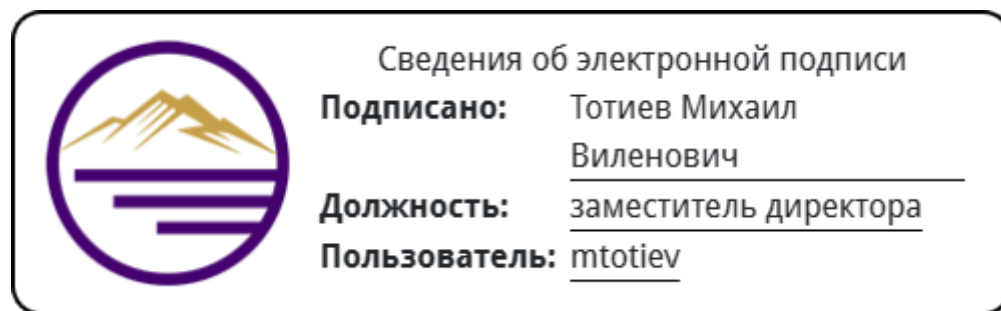 Сведения об электронной подписи
Подписано: Тотиев Михаил
Виленович
Должность: заместитель директора
Пользователь: mtotiev